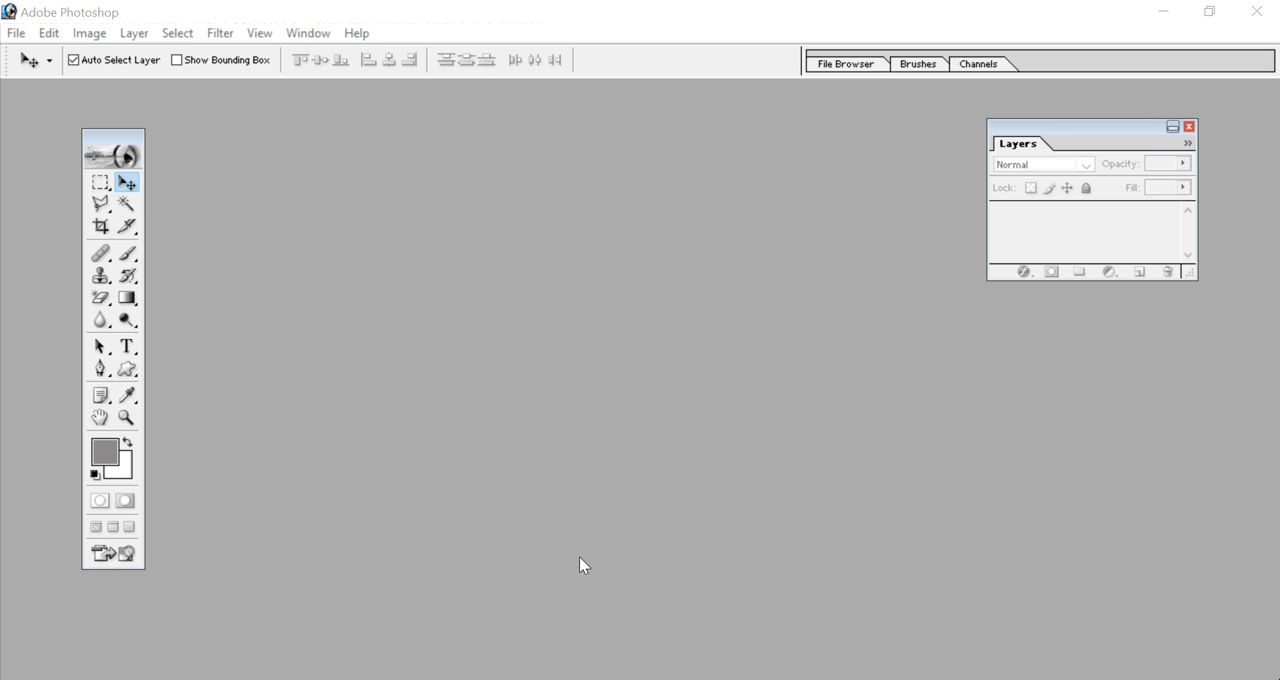 Adobe Photoshop
File Edit Image Layer Select Filter View Window Help
Auto Select Layer Show Bounding Box File Browser Brushes Channels
Layers
Normal Opacity:
Lock: Fill:
T